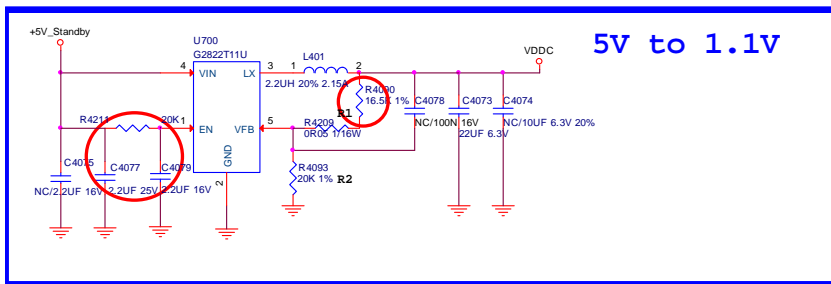 5V to 1.1V
+5V_Standby
U700
G2822T11U
VDDC
4
VIN
LX
3
1
L401
2
2.2UH 20% 2.15A
R4090
16.5K 1%
R1
C4078
NC/100N 16V
C4073
22UF 6.3V
C4074
NC/10UF 6.3V 20%
R4211
20K
1
EN
VFB
5
R4209
0R05 1/16W
GND
2
C4075
NC/2.2UF 16V
C4077
2.2UF 25V
C4079
2.2UF 16V
R4093
20K 1%
R2